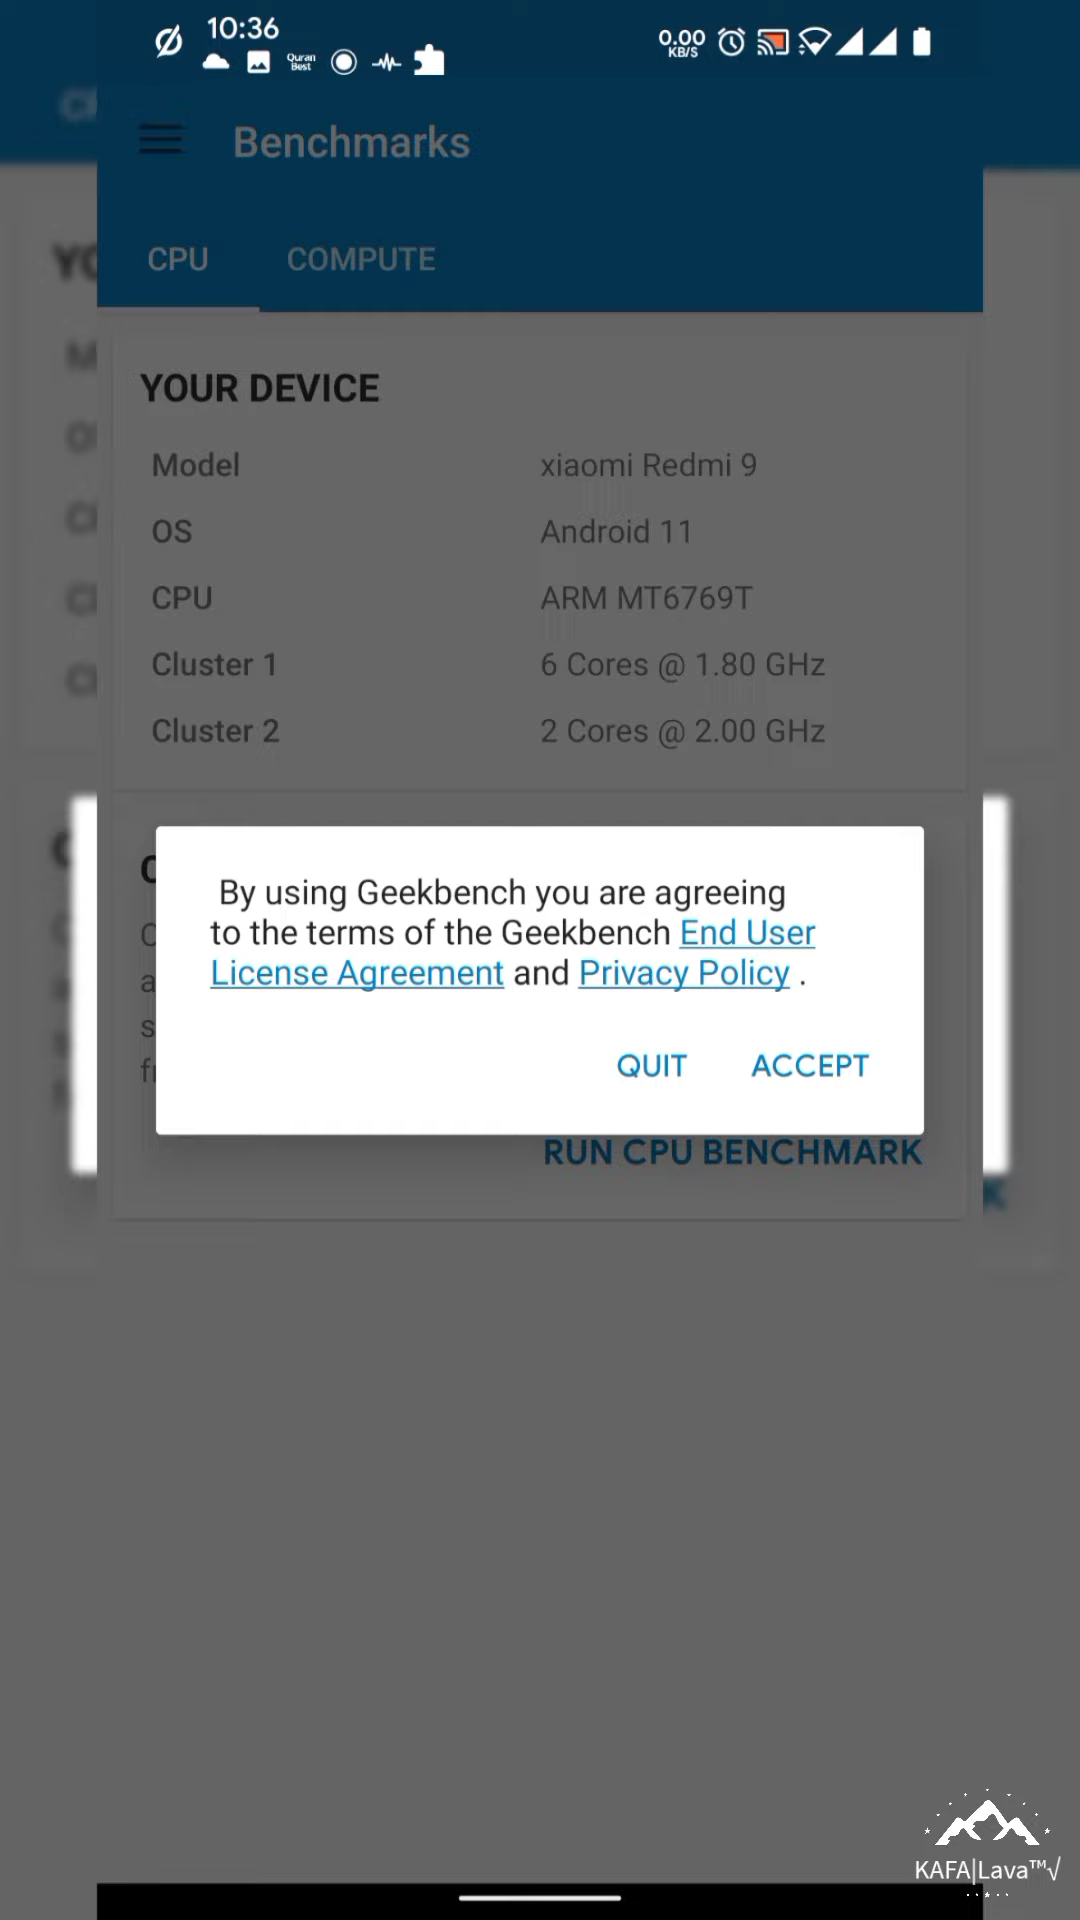 10:36
0.00
KB/S
Quran
Best
Benchmarks
CPU COMPUTE
YOUR DEVICE
Model xiaomi Redmi 9
OS Android 11
CPU ARM MT6769T
Cluster 1 6 Cores @ 1.80 GHz
Cluster 2 2 Cores @ 2.00 GHz
By using Geekbench you are agreeing
to the terms of the Geekbench End User
License Agreement and Privacy Policy .
QUIT ACCEPT
RUN CPU BENCHMARK
KAFA|Lava™√